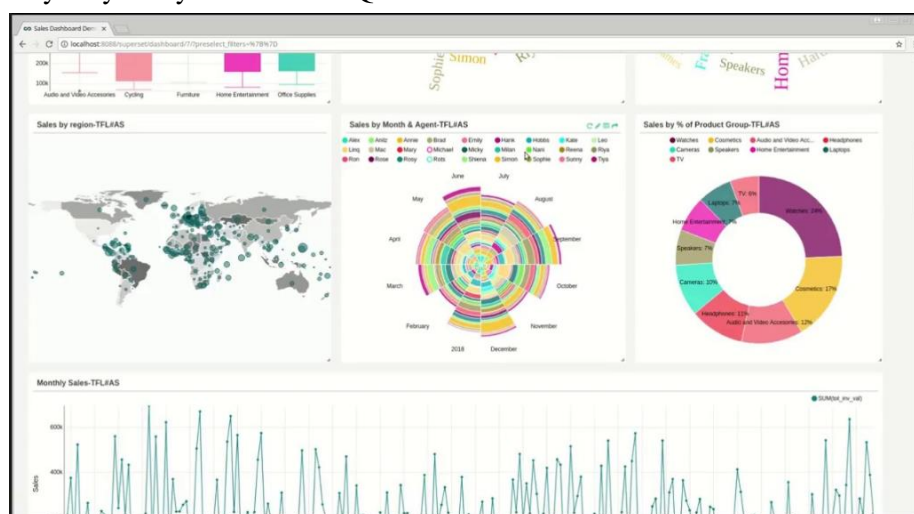 Sales Dashboard Dem
localhost:8088/superset/dashboard/7/?preselect_filters=%7B%7D
200k
100k
Audio and Video Accesories Cycling Furniture Home Entertainment Office Supplies
Sophie
Simon
Speakers
Hom
Sales by region-TFL#AS
Sales by Month & Agent-TFL#AS
Alex Anitz Annie Brad Emily Hank Hobbs Kate Leo
Linq Mac Mary Michael Micky Milan Nani Reena Riya
Ron Rose Rosy Rots Sheena Simon Sophie Sunny Tiya
June July
May August
April September
March October
February November
2018 December
Sales by % of Product Group-TFL#AS
Watches Cosmetics Audio and Video Acc... Headphones
Cameras Speakers Home Entertainment Laptops
TV
TV: 6%
Laptops: 7%
Home Entertainment: 7%
Speakers: 7%
Cameras: 10%
Headphones: 11%
Audio and Video Accesories: 12%
Cosmetics: 17%
Watches: 24%
Monthly Sales-TFL#AS
SUM(tot_inv_val)
600k
400k
Sales